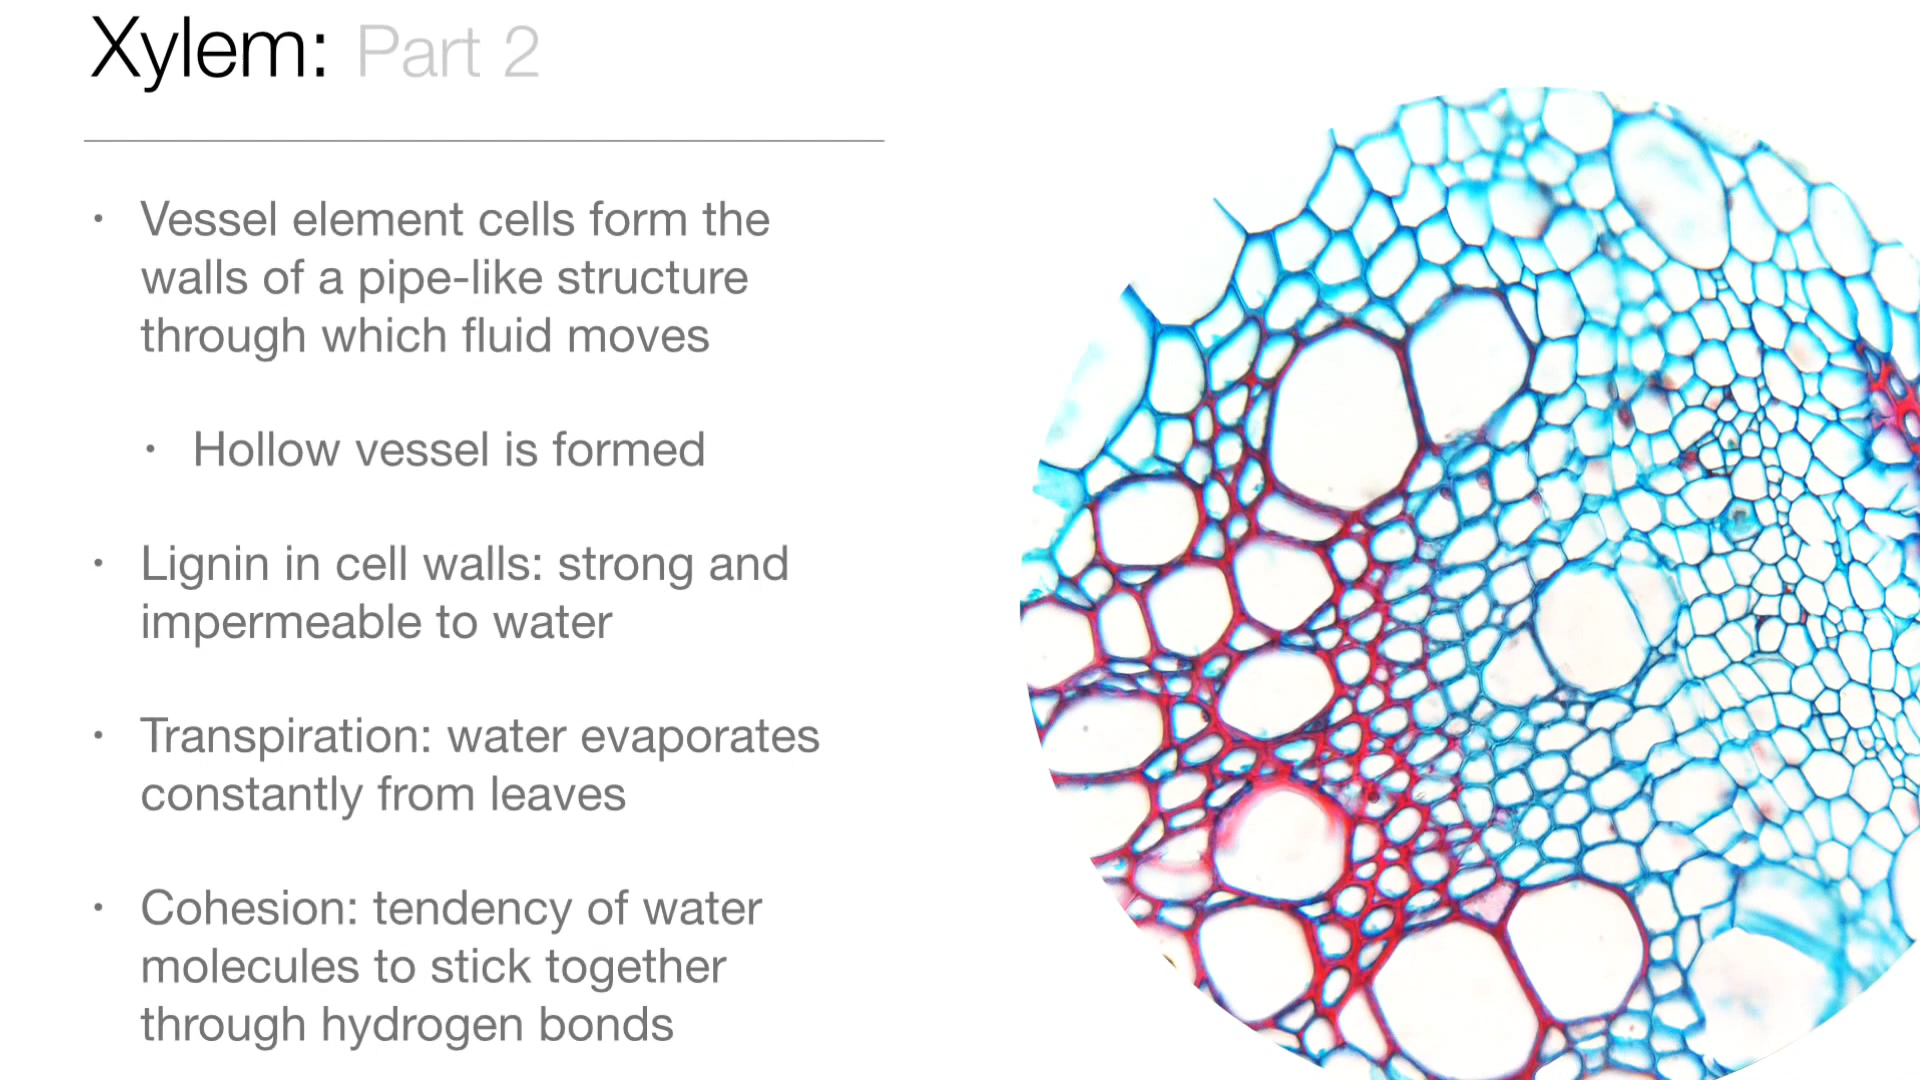 Xylem: Part 2
• Vessel element cells form the
walls of a pipe-like structure
through which fluid moves
• Hollow vessel is formed
• Lignin in cell walls: strong and
impermeable to water
• Transpiration: water evaporates
constantly from leaves
• Cohesion: tendency of water
molecules to stick together
through hydrogen bonds